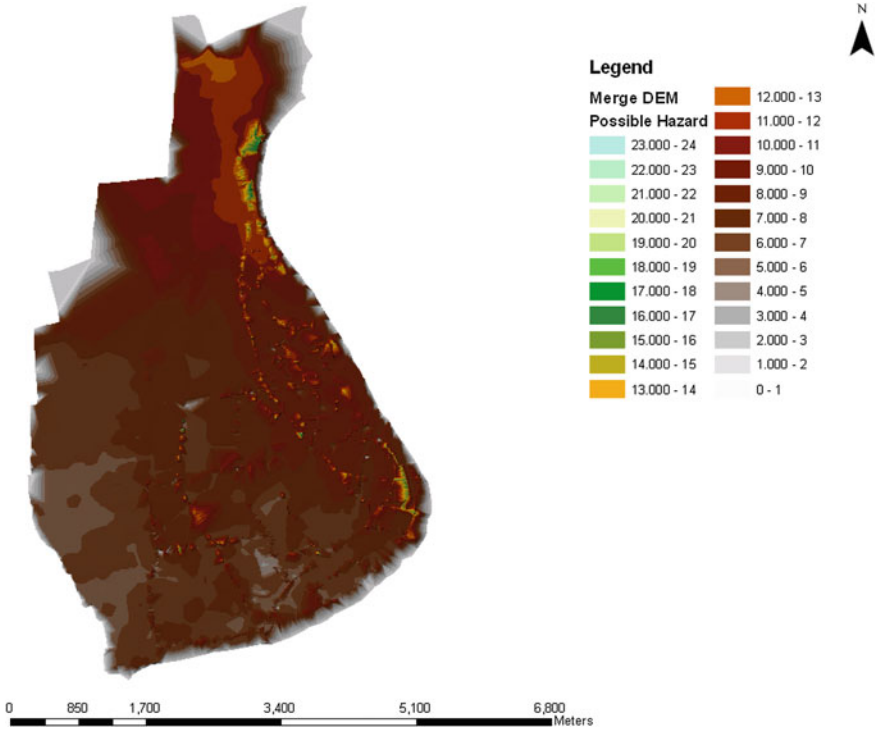 N
Legend
Merge DEM
Possible Hazard
23.000 - 24
22.000 - 23
21.000 - 22
20.000 - 21
19.000 - 20
18.000 - 19
17.000 - 18
16.000 - 17
15.000 - 16
14.000 - 15
13.000 - 14
12.000 - 13
11.000 - 12
10.000 - 11
9.000 - 10
8.000 - 9
7.000 - 8
6.000 - 7
5.000 - 6
4.000 - 5
3.000 - 4
2.000 - 3
1.000 - 2
0 - 1
0 850 1,700 3,400 5,100 6,800
Meters